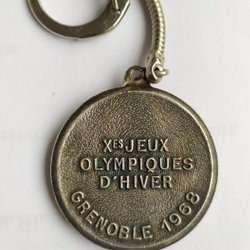 Xes JEUX
OLYMPIQUES
D'HIVER
GRENOBLE 1968